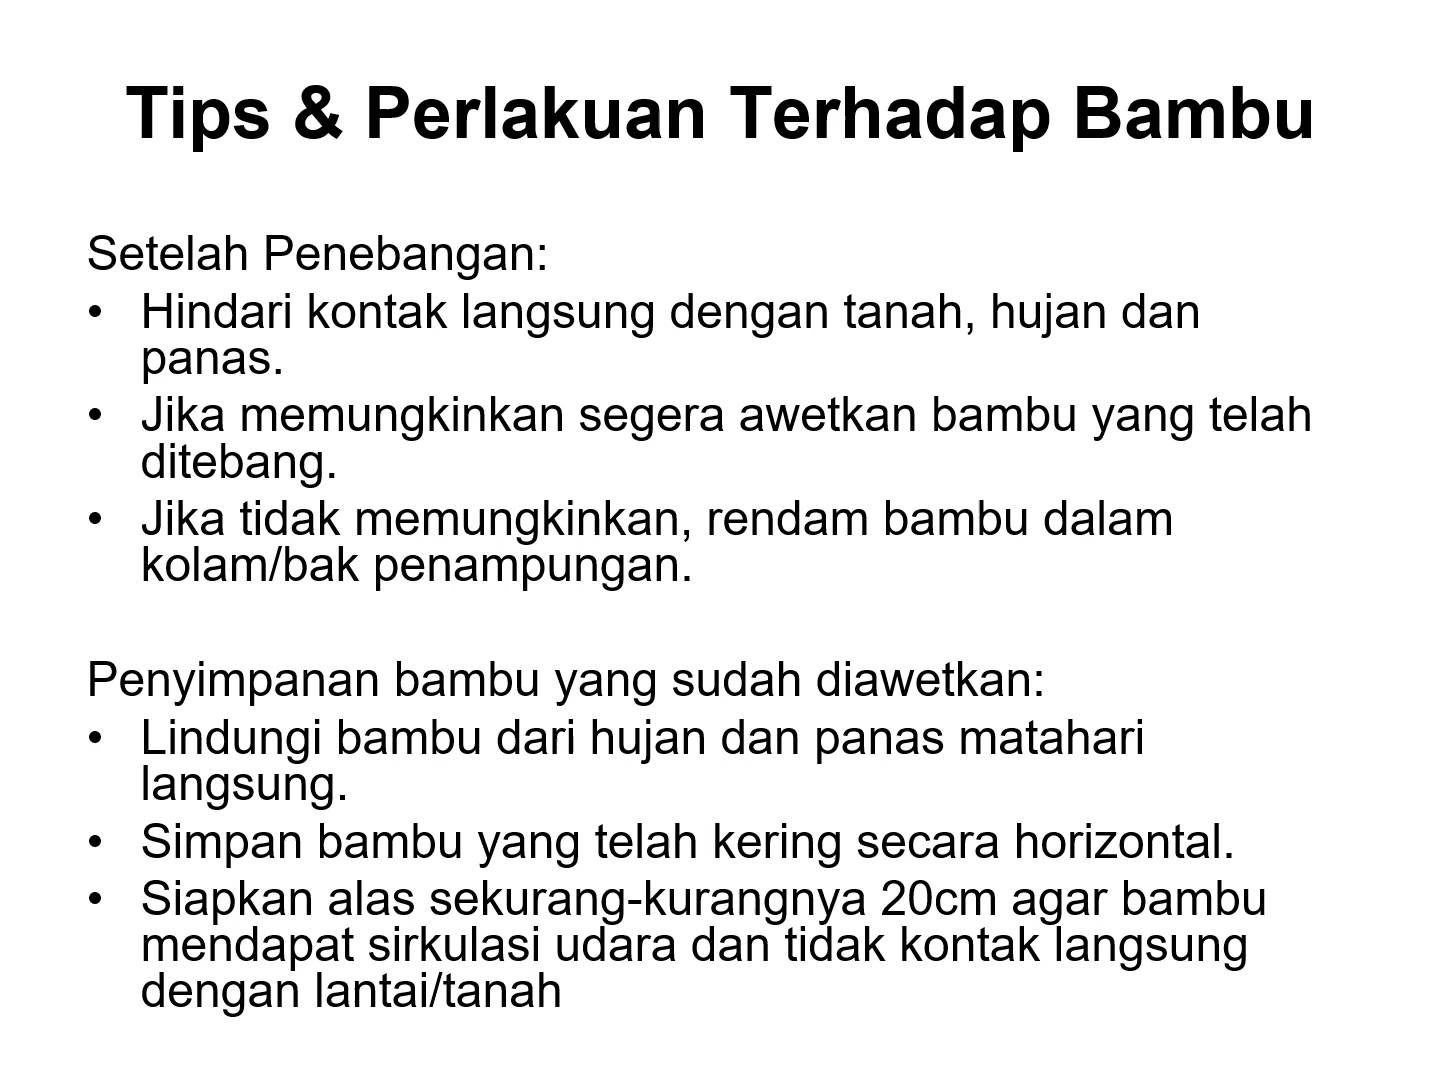 Tips & Perlakuan Terhadap Bambu
Setelah Penebangan:
• Hindari kontak langsung dengan tanah, hujan dan
panas.
• Jika memungkinkan segera awetkan bambu yang telah
ditebang.
• Jika tidak memungkinkan, rendam bambu dalam
kolam/bak penampungan.
Penyimpanan bambu yang sudah diawetkan:
• Lindungi bambu dari hujan dan panas matahari
langsung.
• Simpan bambu yang telah kering secara horizontal.
• Siapkan alas sekurang-kurangnya 20cm agar bambu
mendapat sirkulasi udara dan tidak kontak langsung
dengan lantai/tanah